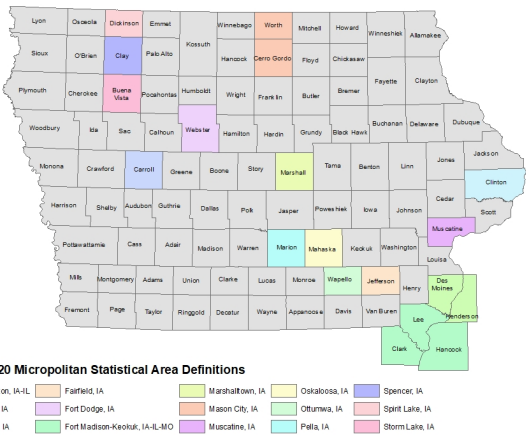 Lyon Osceola Dickinson Emmet Winnebago Worth Mitchell Howard Winneshiek Allamakee
Kossuth
Sioux O'Brien Clay Palo Alto Hancock Cerro Gordo Floyd Chickasaw
Fayette Clayton
Plymouth Cherokee Buena Vista Pocahontas Humboldt Wright Franklin Butler Bremer
Woodbury Ida Sac Calhoun Webster Hamilton Hardin Grundy Black Hawk Buchanan Delaware Dubuque
Monona Crawford Carroll Greene Boone Story Marshall Tama Benton Linn Jones Jackson
Clinton
Harrison Shelby Audubon Guthrie Dallas Polk Jasper Poweshiek Iowa Johnson Cedar Scott
Muscatine
Pottawattamie Cass Adair Madison Warren Marion Mahaska Keokuk Washington Louisa
Mills Montgomery Adams Union Clarke Lucas Monroe Wapello Jefferson Henry Des Moines
Fremont Page Taylor Ringgold Decatur Wayne Appanoose Davis Van Buren Lee Henderson
Clark Hancock
20 Micropolitan Statistical Area Definitions
on, IA-IL Fairfield, IA Marshalltown, IA Oskaloosa, IA Spencer, IA
IA Fort Dodge, IA Mason City, IA Ottumwa, IA Spirit Lake, IA
IA Fort Madison-Keokuk, IA-IL-MO Muscatine, IA Pella, IA Storm Lake, IA